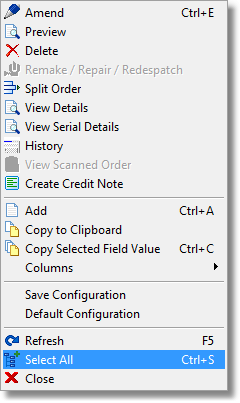 Amend Ctrl+E
Preview
Delete
Remake / Repair / Redespatch
Split Order
View Details
View Serial Details
History
View Scanned Order
Create Credit Note
Add Ctrl+A
Copy to Clipboard
Copy Selected Field Value Ctrl+C
Columns
Save Configuration
Default Configuration
Refresh F5
Select All Ctrl+S
Close